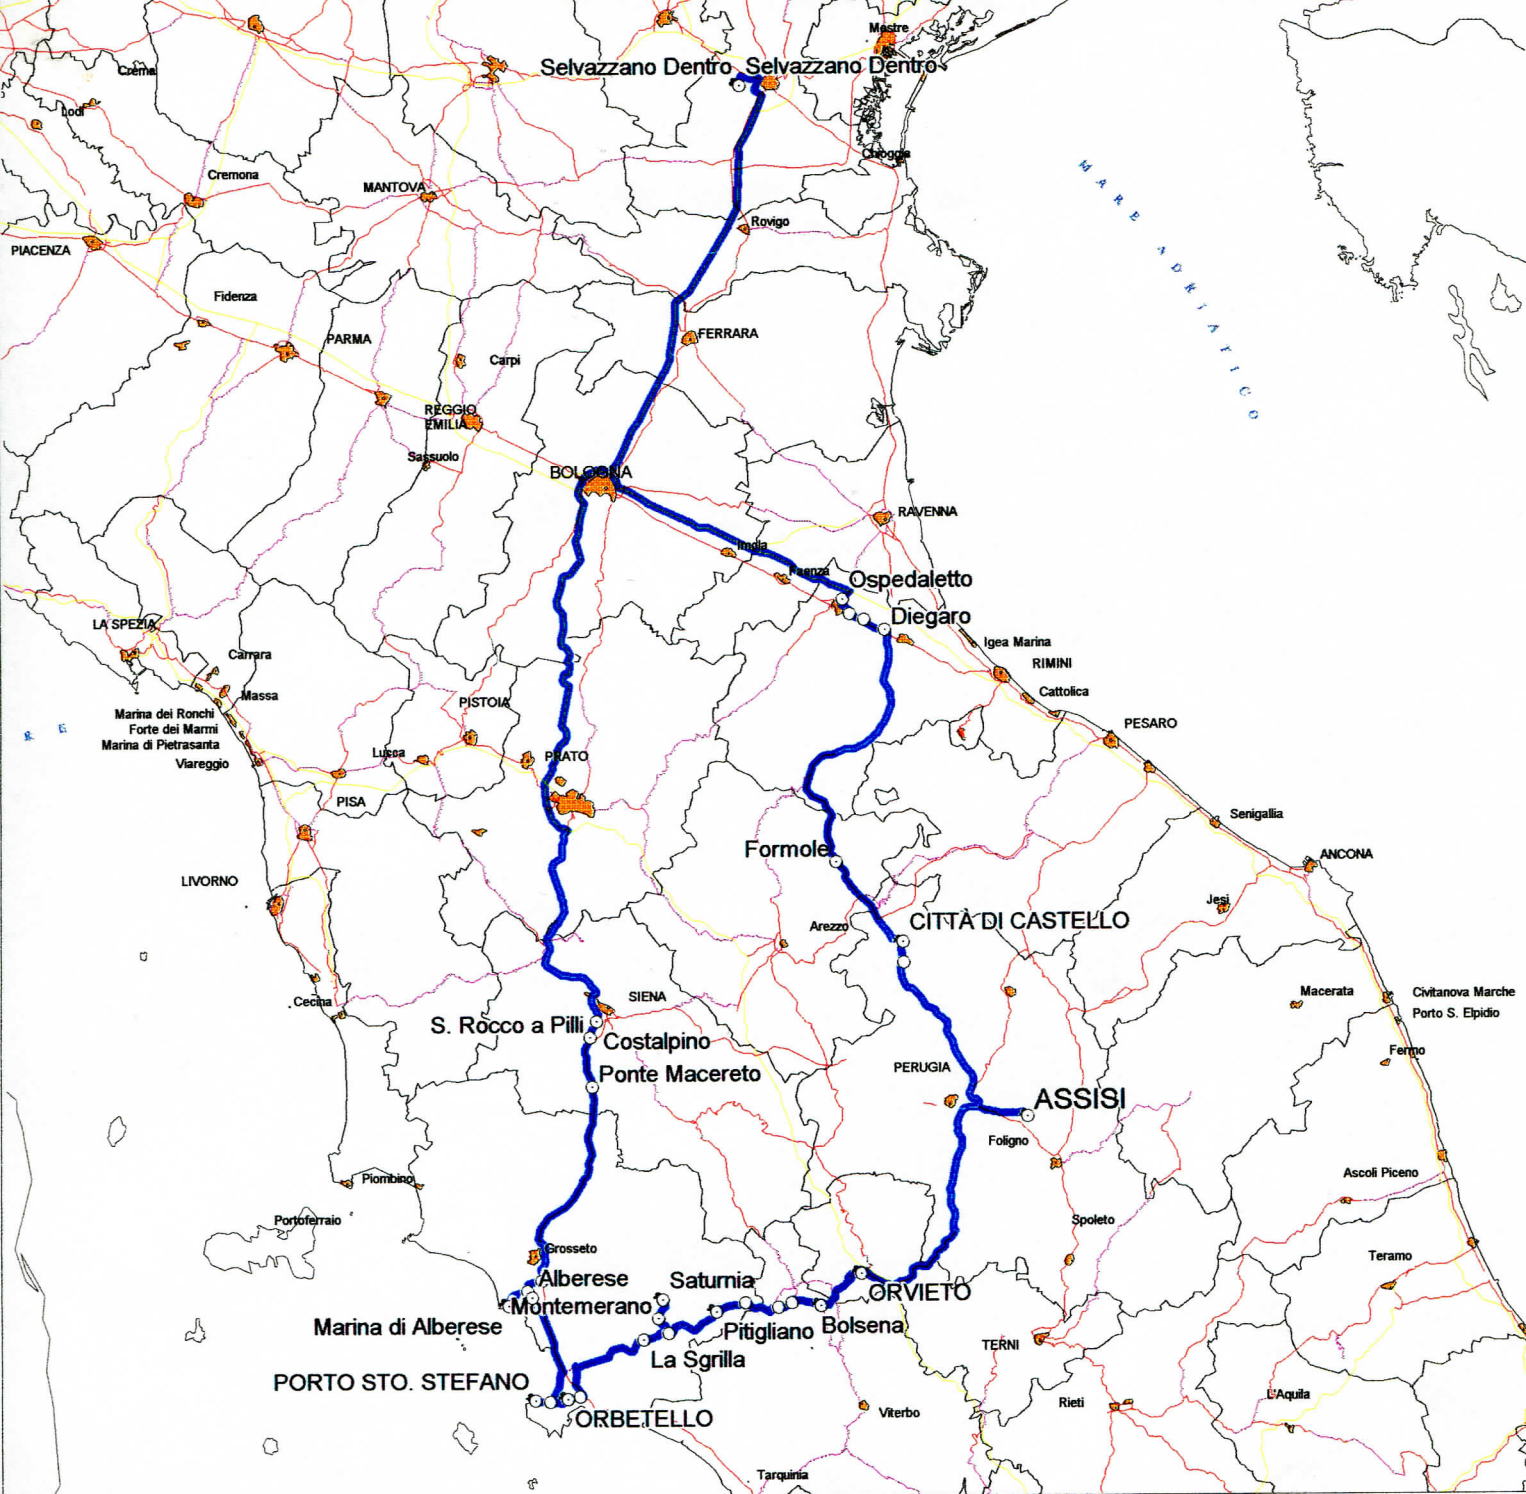 Mestre
Crema
Selvazzano Dentro
Selvazzano Dentro
Lodi
Chioggia
MARE ADRIATICO
Cremona
MANTOVA
Rovigo
PIACENZA
Fidenza
PARMA
FERRARA
Carpi
REGGIO
EMILIA
Sassuolo
BOLOGNA
RAVENNA
Imola
Faenza
Ospedaletto
Diegaro
LA SPEZIA
Igea Marina
Carrara
RIMINI
Massa
Cattolica
PISTOIA
Marina dei Ronchi
Forte dei Marmi
Marina di Pietrasanta
PESARO
R E
Lucca
PRATO
Viareggio
PISA
Senigallia
Formole
ANCONA
LIVORNO
Jesi
Arezzo
CITTÀ DI CASTELLO
Macerata
Civitanova Marche
Porto S. Elpidio
Cecina
SIENA
S. Rocco a Pilli
Costalpino
Fermo
Ponte Macereto
PERUGIA
ASSISI
Foligno
Piombino
Ascoli Piceno
Portoferraio
Spoleto
Grosseto
Teramo
Alberese
Saturnia
Montemerano
ORVIETO
Marina di Alberese
Pitigliano
Bolsena
La Sgrilla
TERNI
PORTO STO. STEFANO
ORBETELLO
L'Aquila
Rieti
Viterbo
Tarquinia